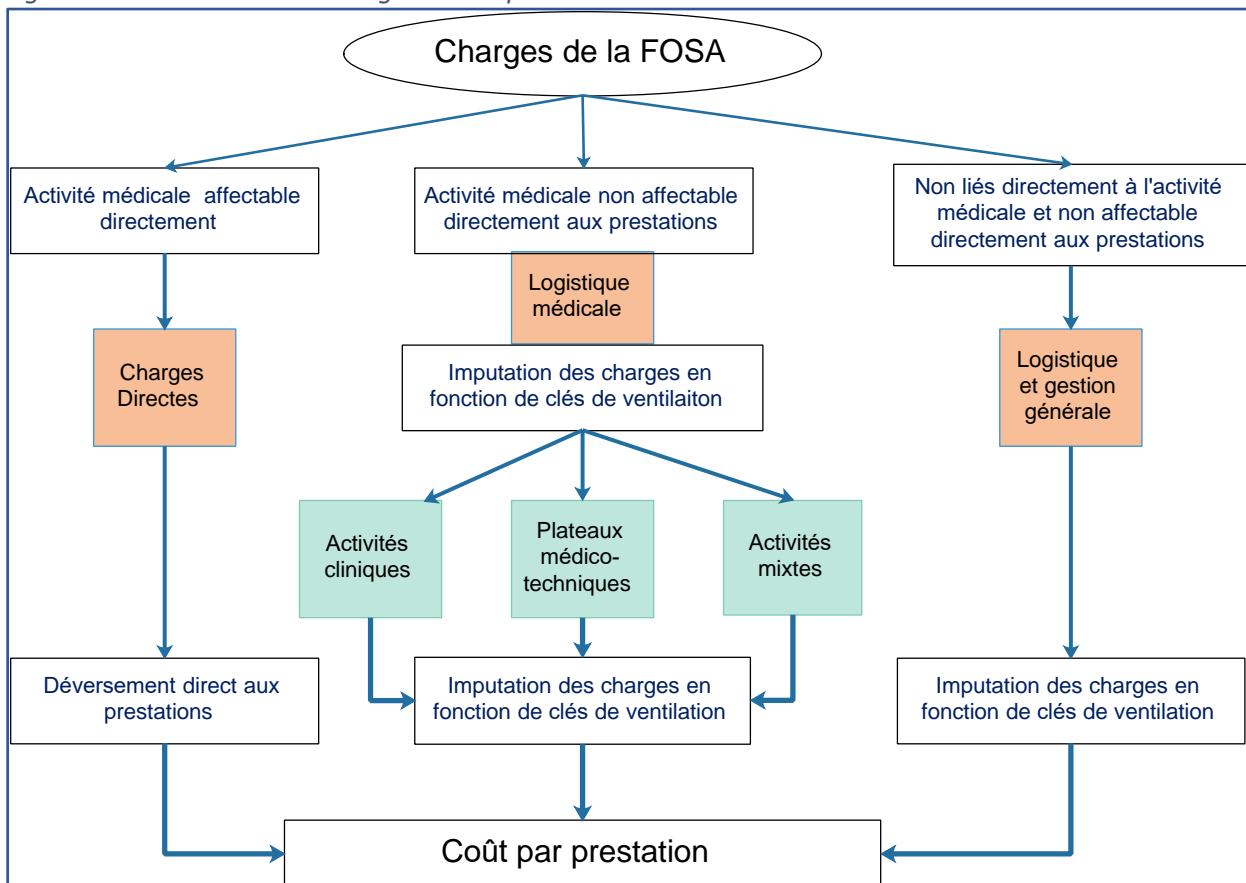 Charges de la FOSA
Activité médicale affectable
directement
Activité médicale non affectable
directement aux prestations
Non liés directement à l'activité
médicale et non affectable
directement aux prestations
Logistique
médicale
Charges
Directes
Imputation des charges en
fonction de clés de ventilaiton
Logistique
et gestion
générale
Activités
cliniques
Plateaux
médico-
techniques
Activités
mixtes
Déversement direct aux
prestations
Imputation des charges en
fonction de clés de ventilation
Imputation des charges en
fonction de clés de ventilation
Coût par prestation